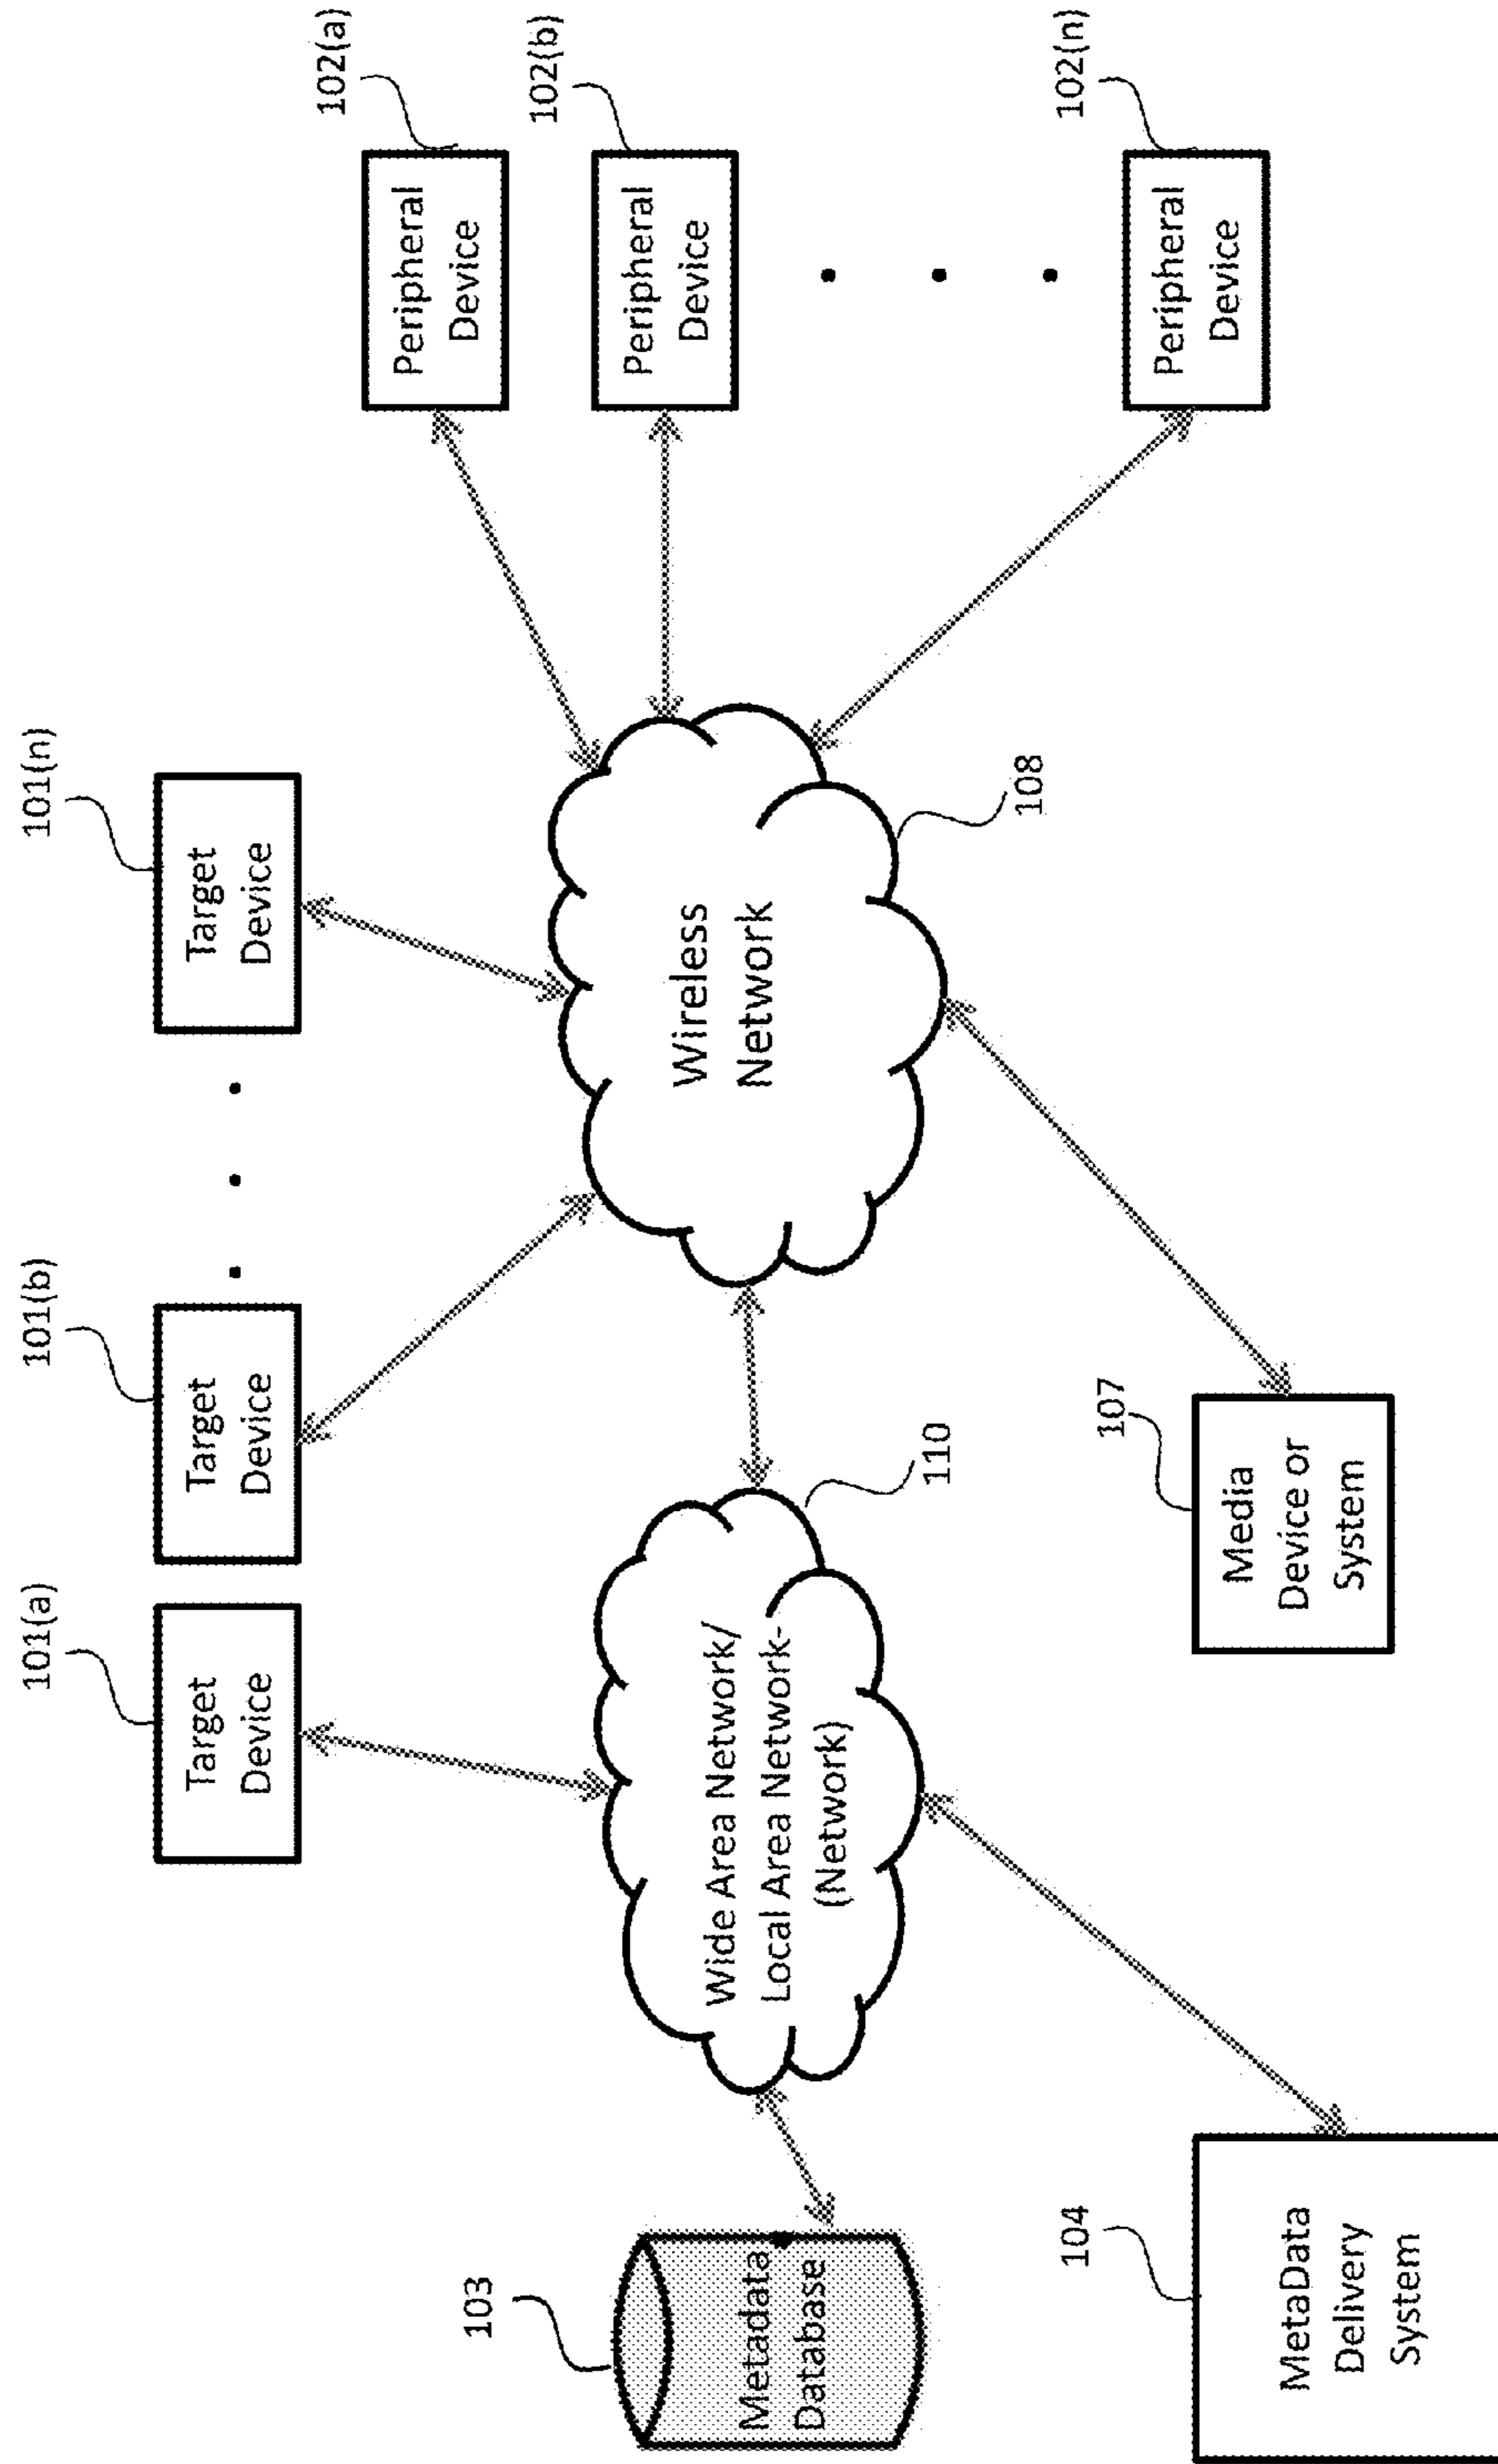 101(a)
Target
Device
101(b)
Target
Device
101(n)
Target
Device
102(a)
Peripheral
Device
102(b)
Peripheral
Device
102(n)
Peripheral
Device
103
Metadata
Database
Wide Area Network/
Local Area Network-
(Network)
110
Wireless
Network
108
104
MetaData
Delivery
System
107
Media
Device or
System